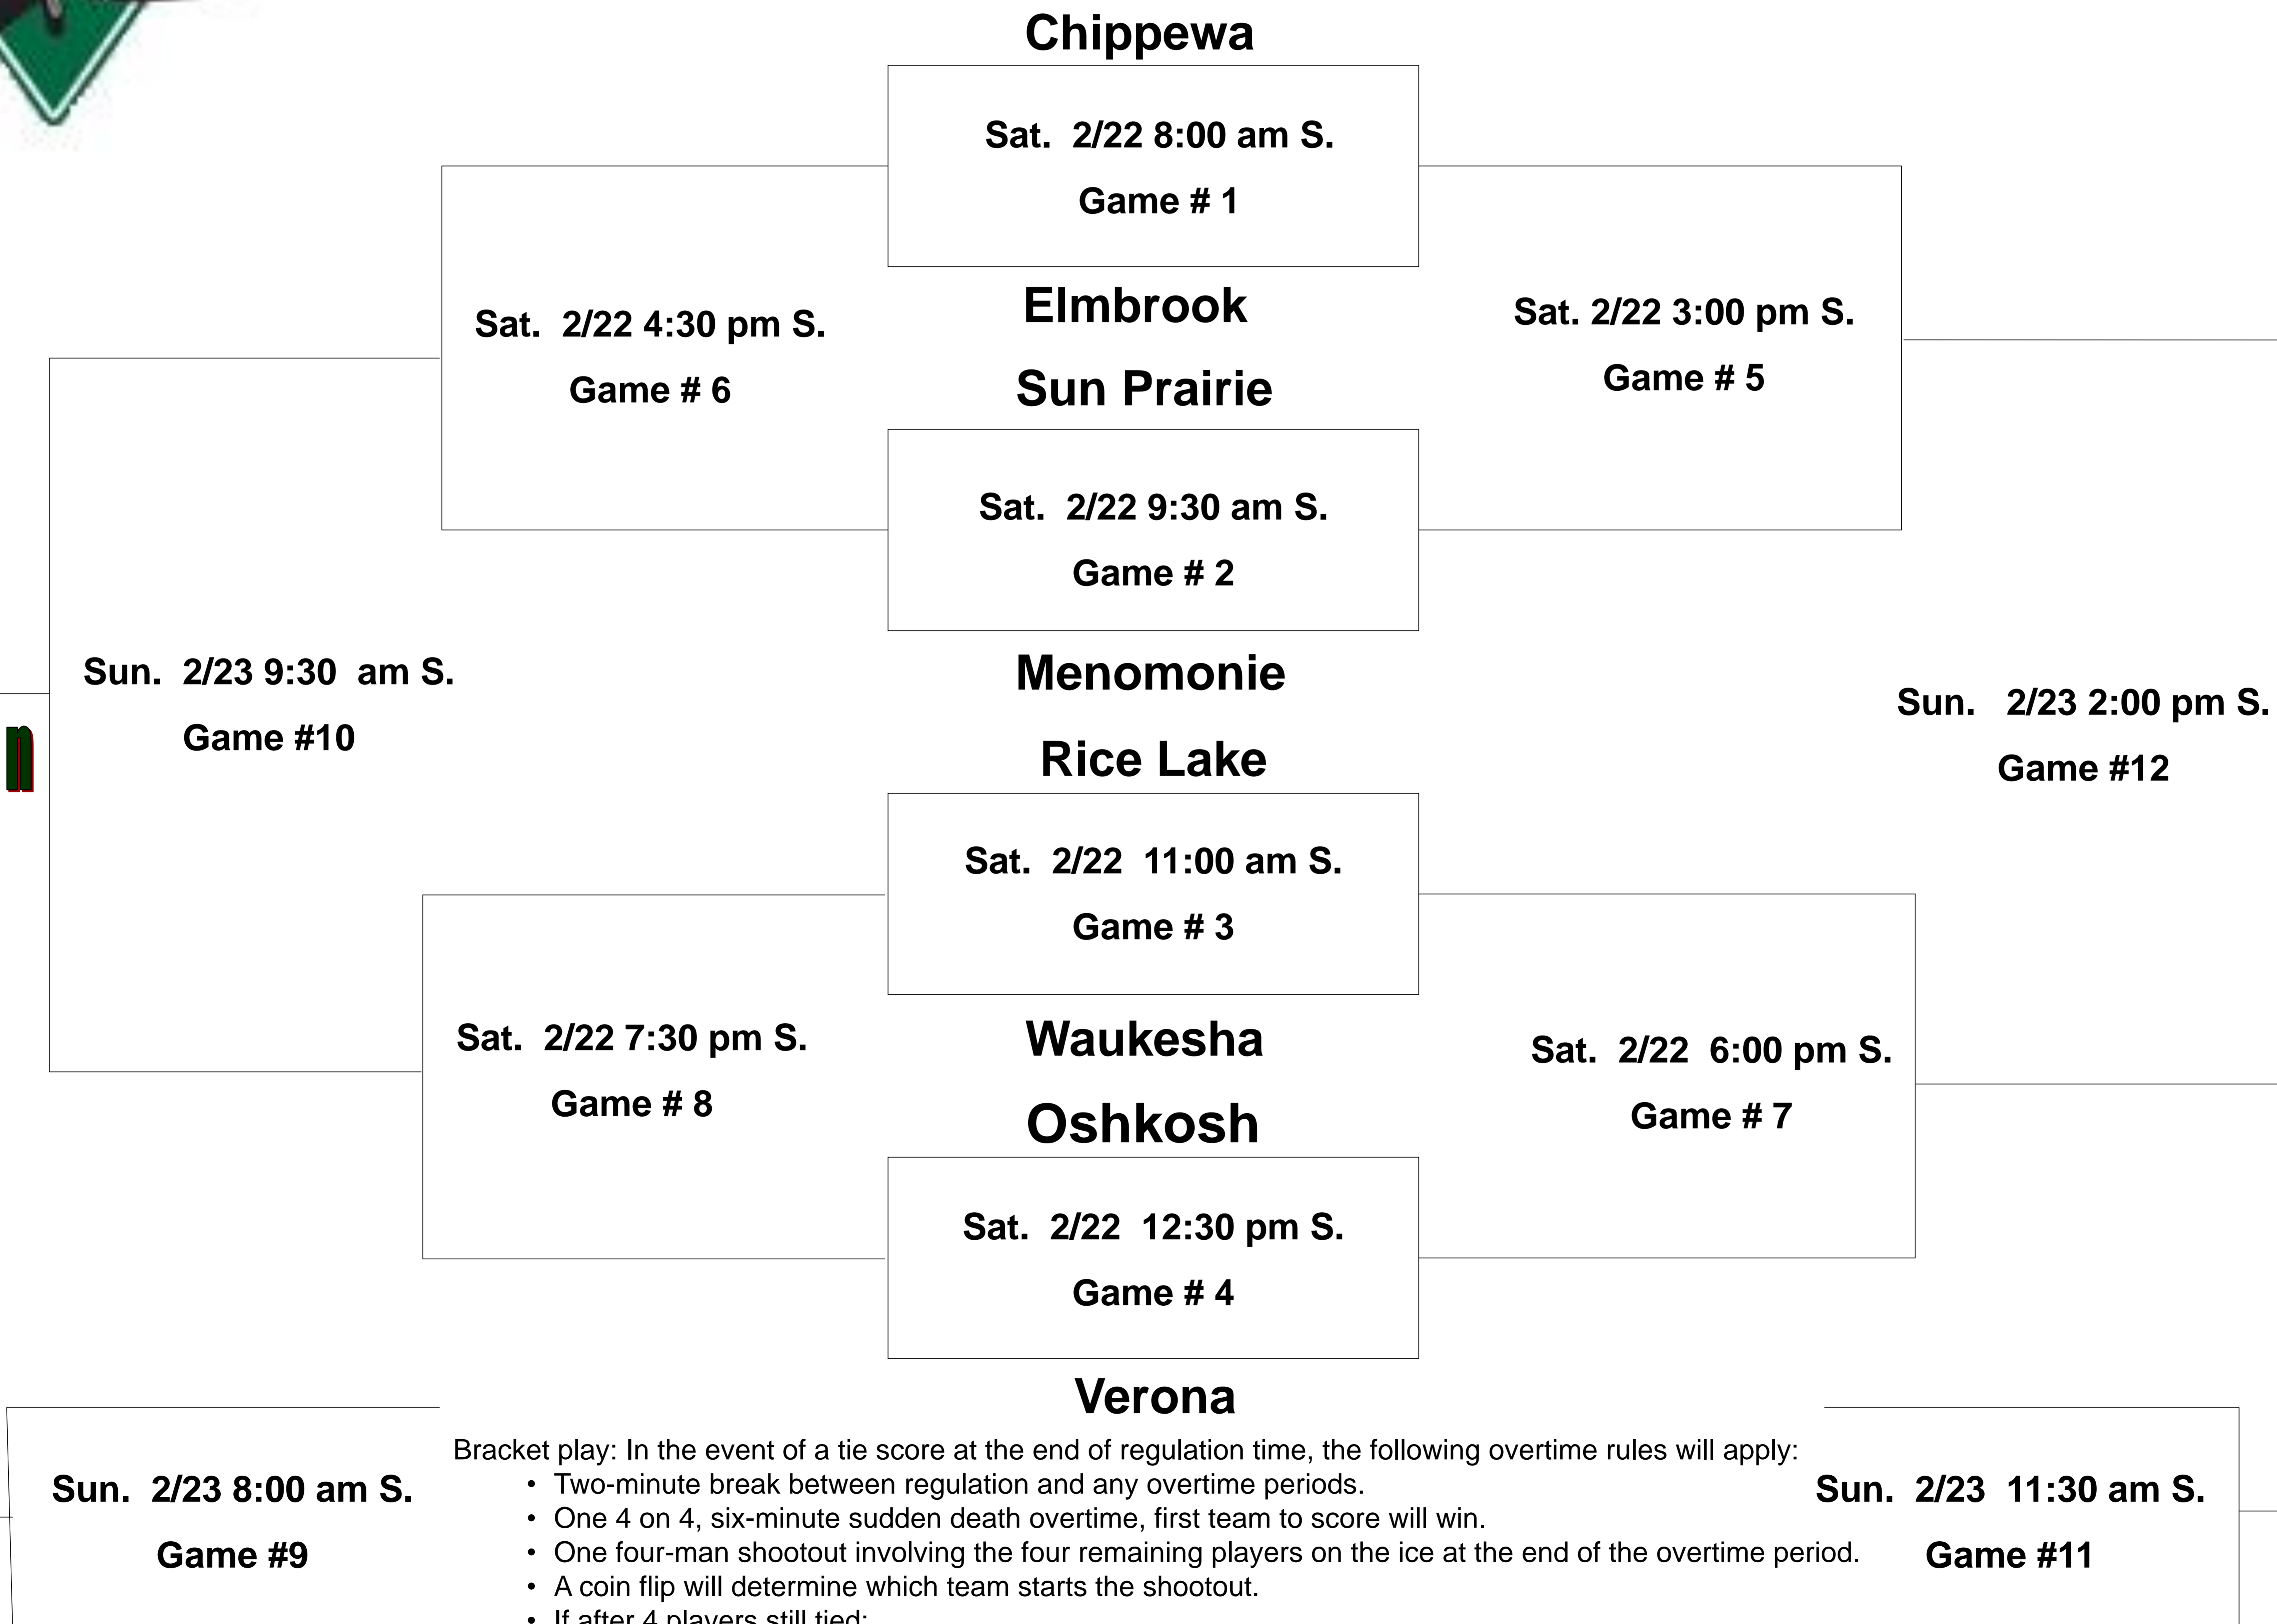 Chippewa
Sat. 2/22 8:00 am S.
Game # 1
Elmbrook
Sat. 2/22 4:30 pm S.
Game # 6
Sat. 2/22 3:00 pm S.
Game # 5
Sun Prairie
Sat. 2/22 9:30 am S.
Game # 2
Menomonie
Sun. 2/23 9:30 am S.
Game #10
n
Sun. 2/23 2:00 pm S.
Game #12
Rice Lake
Sat. 2/22 11:00 am S.
Game # 3
Waukesha
Sat. 2/22 7:30 pm S.
Game # 8
Sat. 2/22 6:00 pm S.
Game # 7
Oshkosh
Sat. 2/22 12:30 pm S.
Game # 4
Verona
Sun. 2/23 8:00 am S.
Game #9
Bracket play: In the event of a tie score at the end of regulation time, the following overtime rules will apply:
• Two-minute break between regulation and any overtime periods.
• One 4 on 4, six-minute sudden death overtime, first team to score will win.
• One four-man shootout involving the four remaining players on the ice at the end of the overtime period.
• A coin flip will determine which team starts the shootout.
• If after 4 players still tied:
Sun. 2/23 11:30 am S.
Game #11